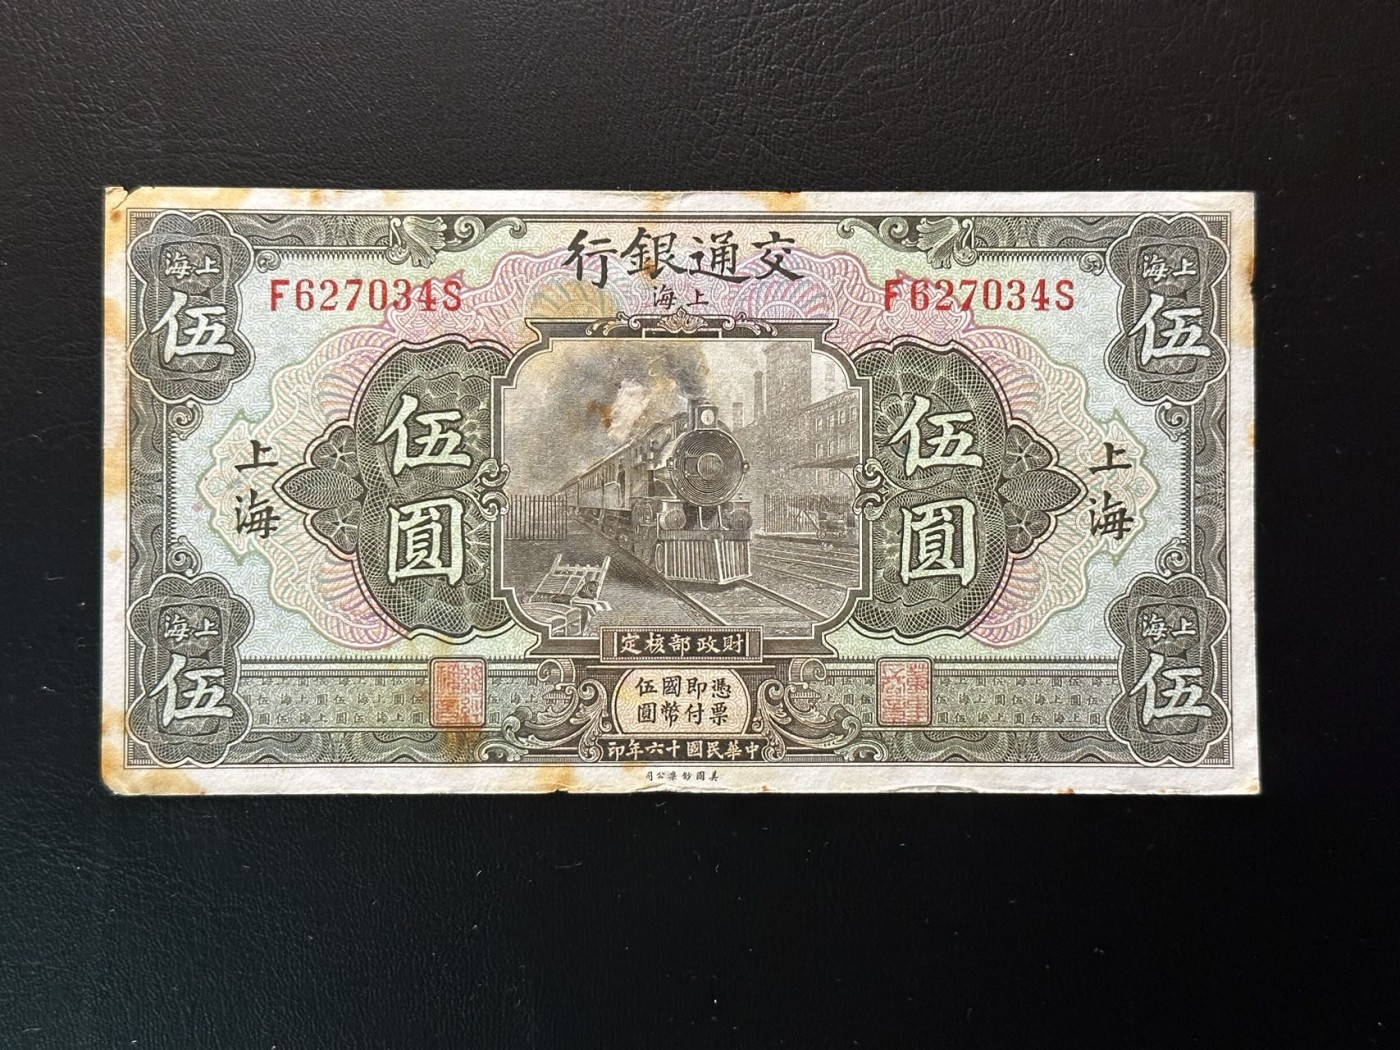 交通銀行
上海
F627034S
F627034S
上海
伍
上海
伍
伍圓
伍圓
上海
上海
財政部核定
憑票
即付
國幣
伍圓
上海
伍
上海
伍
中華民國十六年印
美國鈔票公司